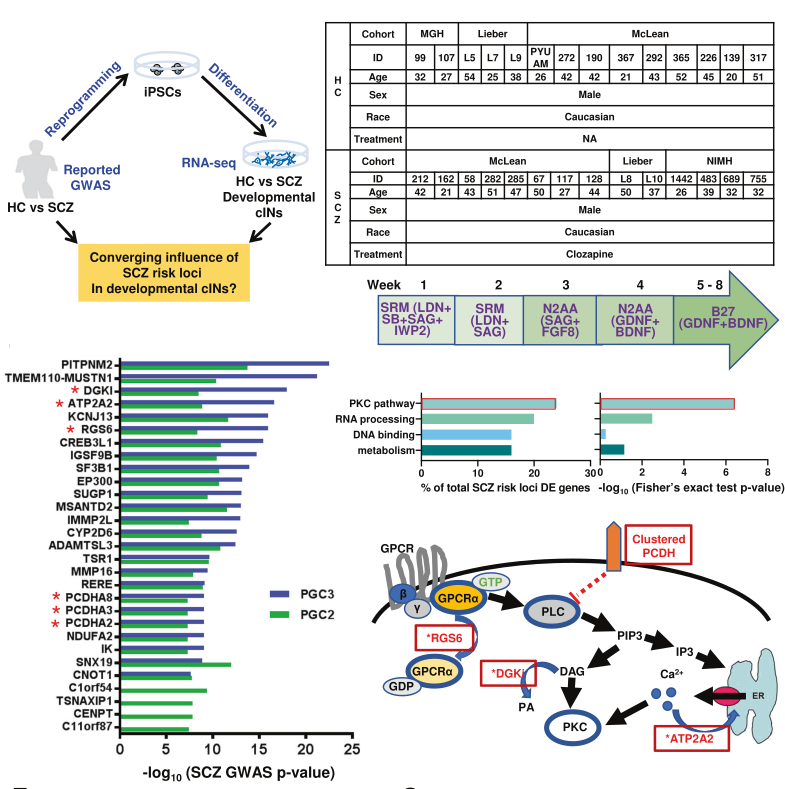 Reprogramming
Differentiation
iPSCs
Reported
GWAS
RNA-seq
HC vs SCZ
HC vs SCZ
Developmental
cINs
Converging influence of
SCZ risk loci
In developmental cINs?
H
C
Cohort MGH Lieber McLean
ID 99 107 L5 L7 L9 PYU AM 272 190 367 292 365 226 139 317
Age 32 27 54 25 38 26 42 42 21 43 52 45 20 51
Sex Male
Race Caucasian
Treatment NA
S
C
Z
Cohort McLean Lieber NIMH
ID 212 162 58 282 285 67 117 128 L8 L10 1442 483 689 755
Age 42 21 43 51 47 50 27 44 50 37 26 39 32 32
Sex Male
Race Caucasian
Treatment Clozapine
Week 1 2 3 4 5 - 8
SRM (LDN+
SB+SAG+
IWP2)
SRM
(LDN+
SAG)
N2AA
(SAG+
FGF8)
N2AA
(GDNF+
BDNF)
B27
(GDNF+BDNF)
PITPNM2
TMEM110-MUSTN1
* DGKI
* ATP2A2
KCNJ13
* RGS6
CREB3L1
IGSF9B
SF3B1
EP300
SUGP1
MSANTD2
IMMP2L
CYP2D6
ADAMTSL3
TSR1
MMP16
RERE
* PCDHA8
* PCDHA3
* PCDHA2
NDUFA2
IK
SNX19
CNOT1
C1orf54
TSNAXIP1
CENPT
C11orf87
PGC3
PGC2
0 5 10 15 20 25
-log₁₀ (SCZ GWAS p-value)
PKC pathway
RNA processing
DNA binding
metabolism
0 10 20 30
% of total SCZ risk loci DE genes
0 2 4 6 8
-log₁₀ (Fisher's exact test p-value)
GPCR
β
γ
GPCRα
GTP
Clustered
PCDH
PLC
*RGS6
PIP3
IP3
GPCRα
GDP
*DGKi
DAG
Ca²⁺
ER
PA
PKC
*ATP2A2